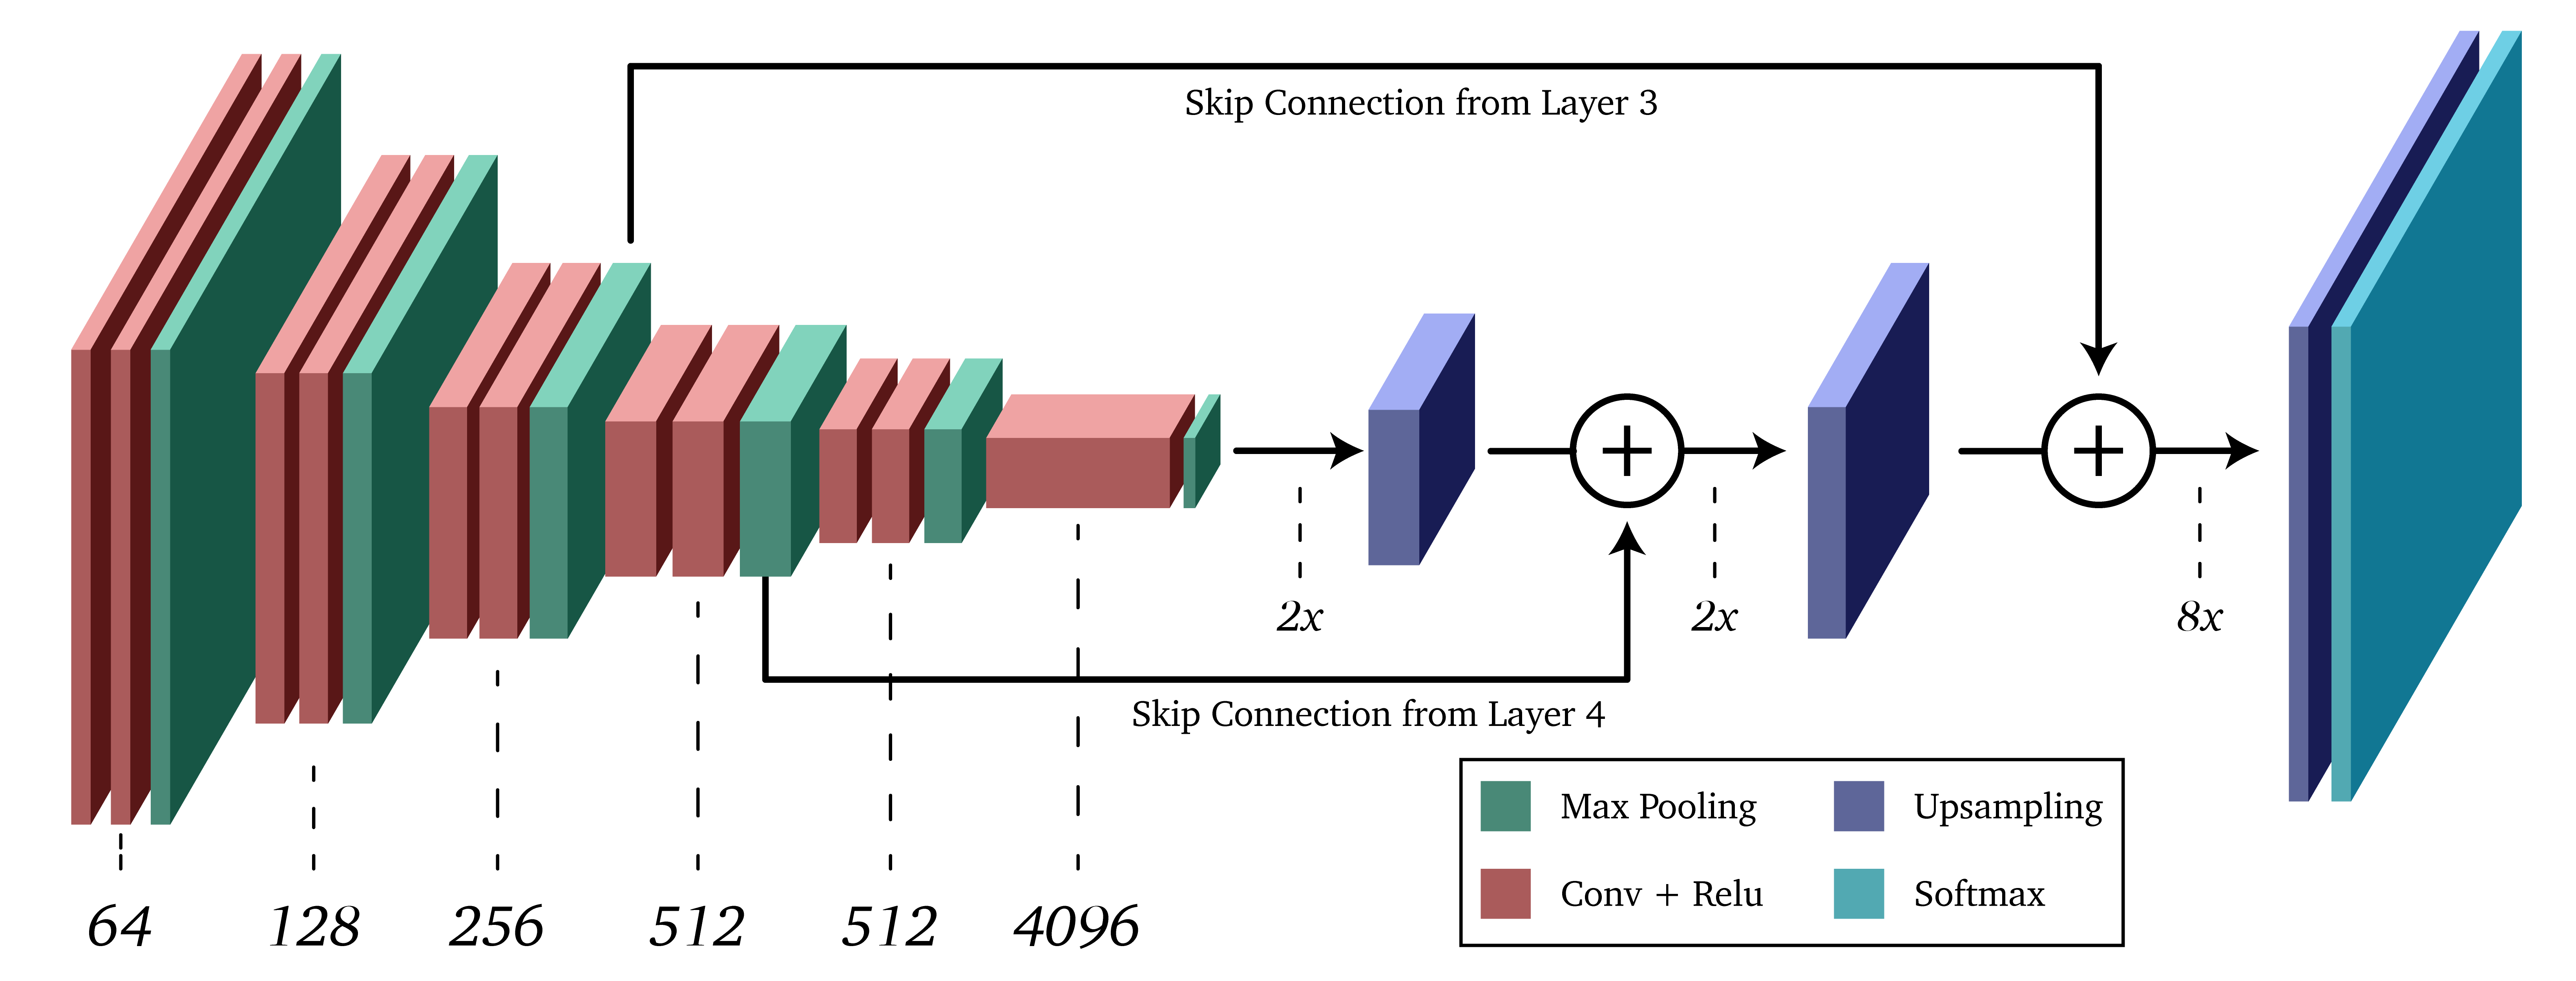 Skip Connection from Layer 3
2x
2x
8x
Skip Connection from Layer 4
Max Pooling
Upsampling
Conv + Relu
Softmax
64
128
256
512
512
4096